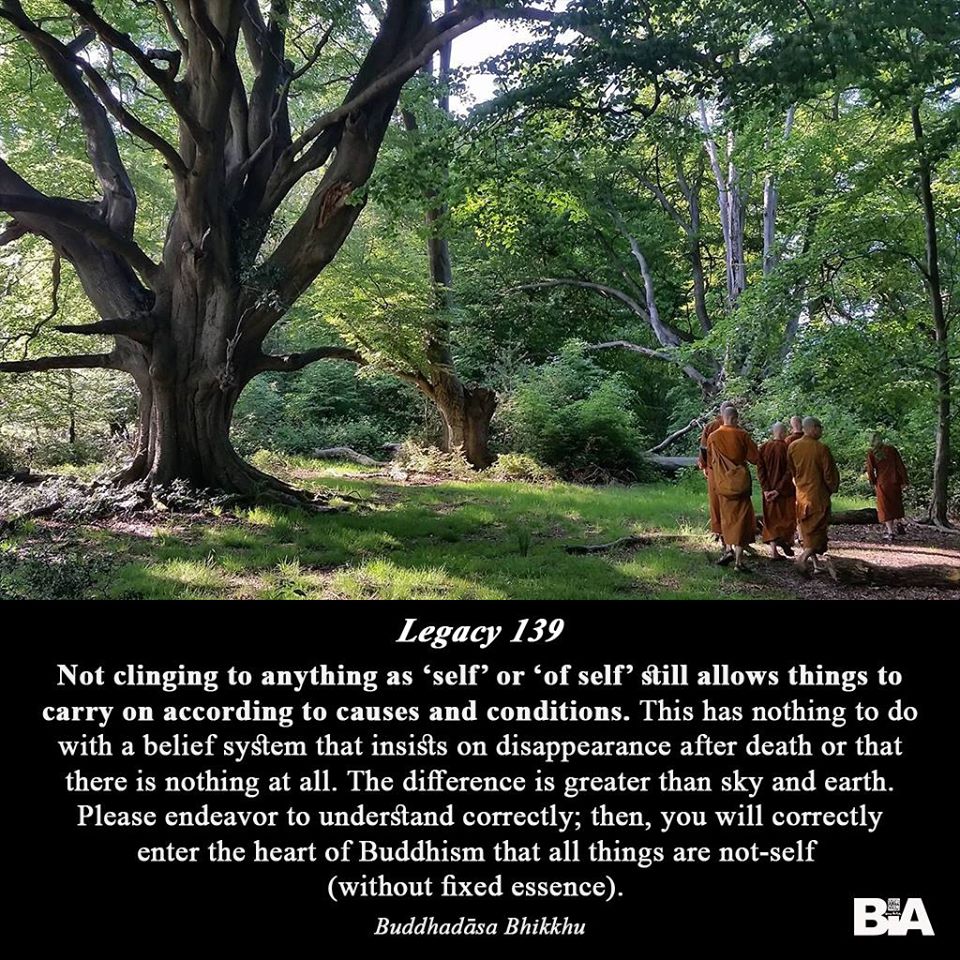 Legacy 139
Not clinging to anything as ‘self’ or ‘of self’ still allows things to
carry on according to causes and conditions. This has nothing to do
with a belief system that insists on disappearance after death or that
there is nothing at all. The difference is greater than sky and earth.
Please endeavor to understand correctly; then, you will correctly
enter the heart of Buddhism that all things are not-self
(without fixed essence).
Buddhadāsa Bhikkhu
BIA